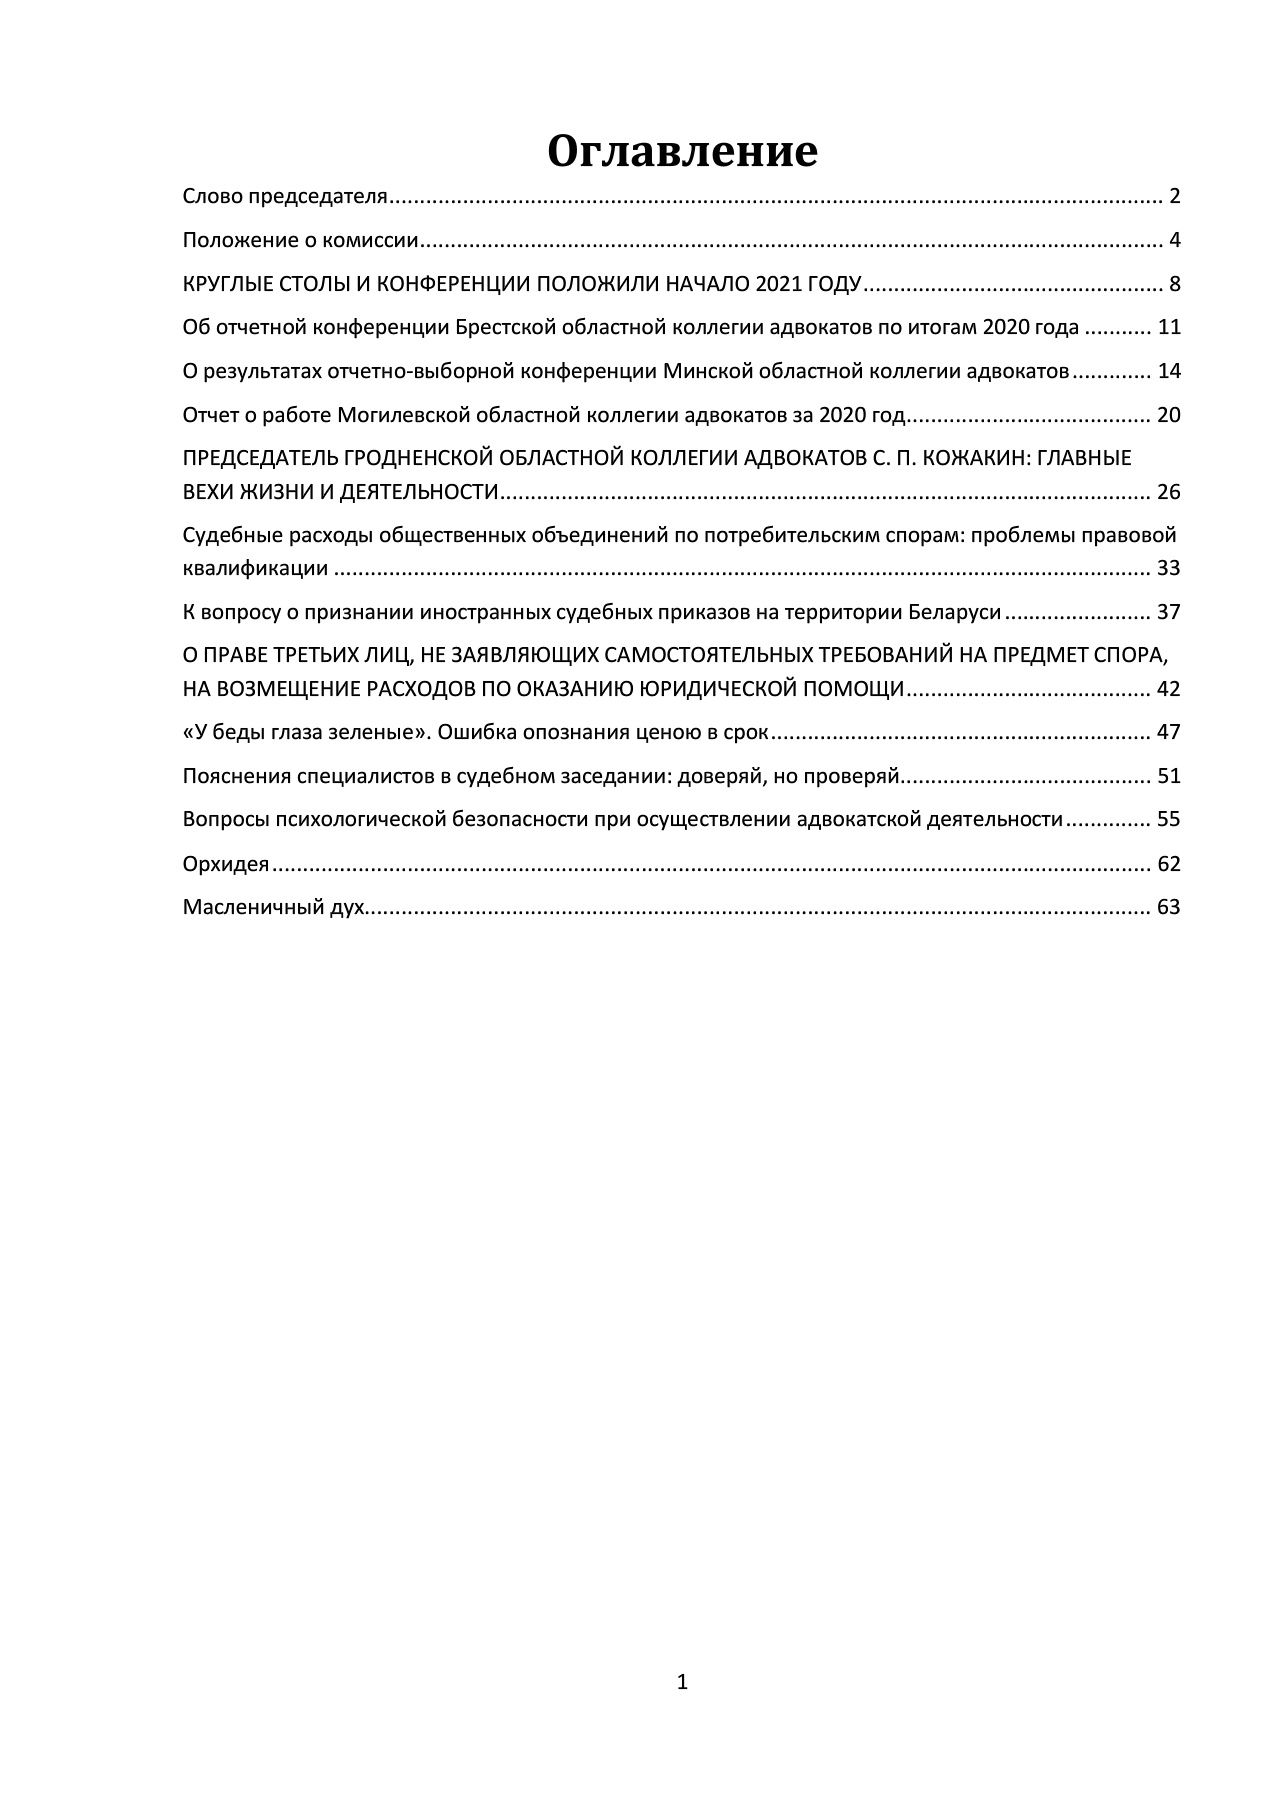 Оглавление
Слово председателя........................................................................................................................... 2
Положение о комиссии...................................................................................................................... 4
КРУГЛЫЕ СТОЛЫ И КОНФЕРЕНЦИИ ПОЛОЖИЛИ НАЧАЛО 2021 ГОДУ................................................ 8
Об отчетной конференции Брестской областной коллегии адвокатов по итогам 2020 года ........... 11
О результатах отчетно-выборной конференции Минской областной коллегии адвокатов............. 14
Отчет о работе Могилевской областной коллегии адвокатов за 2020 год........................................ 20
ПРЕДСЕДАТЕЛЬ ГРОДНЕНСКОЙ ОБЛАСТНОЙ КОЛЛЕГИИ АДВОКАТОВ С. П. КОЖАКИН: ГЛАВНЫЕ
ВЕХИ ЖИЗНИ И ДЕЯТЕЛЬНОСТИ......................................................................................................... 26
Судебные расходы общественных объединений по потребительским спорам: проблемы правовой
квалификации ................................................................................................................................... 33
К вопросу о признании иностранных судебных приказов на территории Беларуси........................ 37
О ПРАВЕ ТРЕТЬИХ ЛИЦ, НЕ ЗАЯВЛЯЮЩИХ САМОСТОЯТЕЛЬНЫХ ТРЕБОВАНИЙ НА ПРЕДМЕТ СПОРА,
НА ВОЗМЕЩЕНИЕ РАСХОДОВ ПО ОКАЗАНИЮ ЮРИДИЧЕСКОЙ ПОМОЩИ........................................ 42
«У беды глаза зеленые». Ошибка опознания ценою в срок.............................................................. 47
Пояснения специалистов в судебном заседании: доверяй, но проверяй......................................... 51
Вопросы психологической безопасности при осуществлении адвокатской деятельности.............. 55
Орхидея............................................................................................................................................. 62
Масленичный дух.............................................................................................................................. 63
1